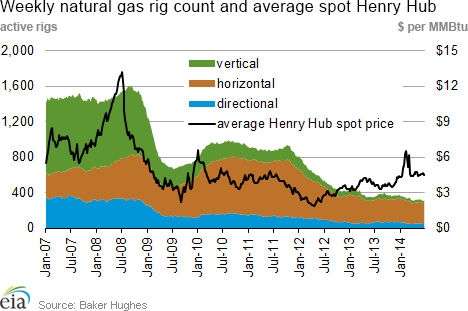 Weekly natural gas rig count and average spot Henry Hub
active rigs $ per MMBtu
2,000 $15
1,600 $12
1,200 $9
800 $6
400 $3
0 $0
vertical
horizontal
directional
average Henry Hub spot price
Jan-07 Jul-07 Jan-08 Jul-08 Jan-09 Jul-09 Jan-10 Jul-10 Jan-11 Jul-11 Jan-12 Jul-12 Jan-13 Jul-13 Jan-14
eia Source: Baker Hughes